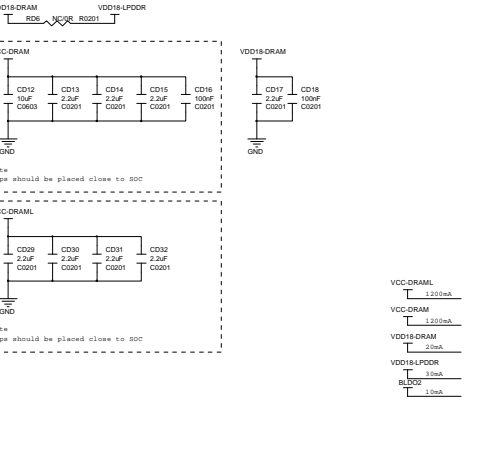 D18-DRAM VDD18-LPDDR
RD6 NC/0R R0201
C-DRAM VDD18-DRAM
CD12 CD13 CD14 CD15 CD16 CD17 CD18
10uF 2.2uF 2.2uF 2.2uF 100nF 2.2uF 100nF
C0603 C0201 C0201 C0201 C0201 C0201 C0201
GND GND
te
ps should be placed close to SOC
C-DRAML
CD29 CD30 CD31 CD32
2.2uF 2.2uF 2.2uF 2.2uF
C0201 C0201 C0201 C0201
GND
te
ps should be placed close to SOC
VCC-DRAML
1200mA
VCC-DRAM
1200mA
VDD18-DRAM
20mA
VDD18-LPDDR
30mA
BLDO2
10mA